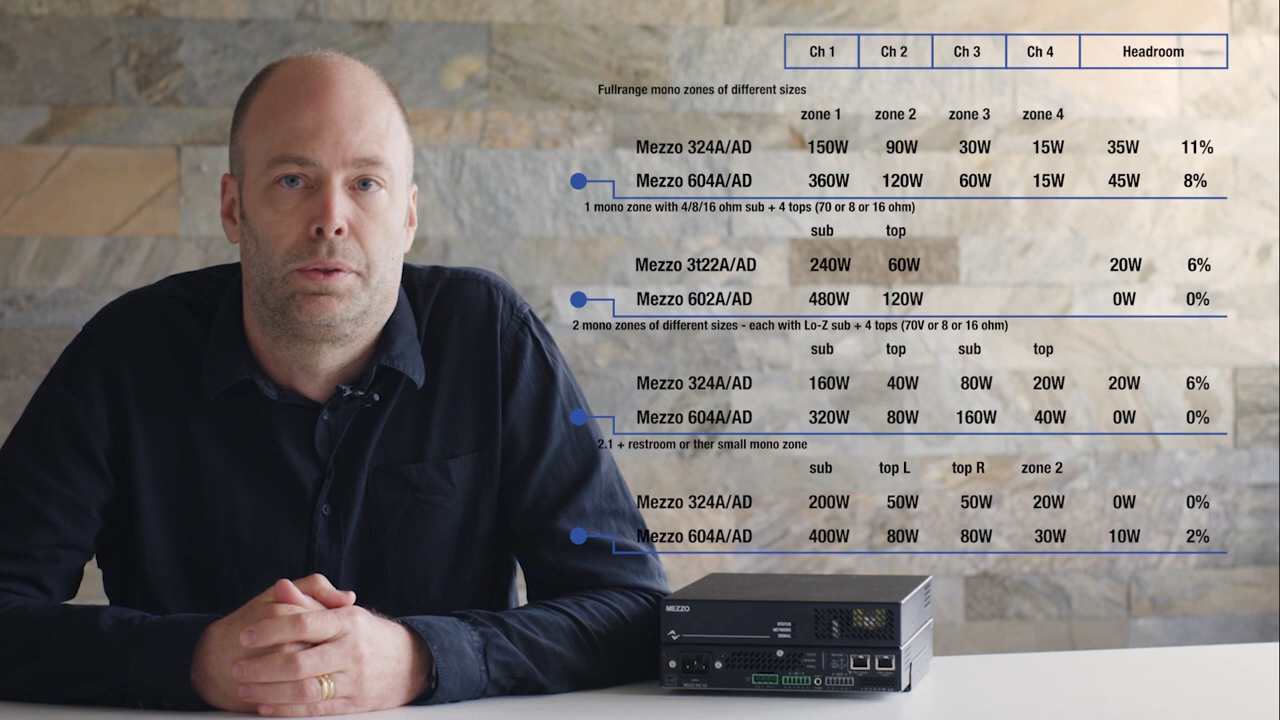 Ch 1 Ch 2 Ch 3 Ch 4 Headroom
Fullrange mono zones of different sizes
zone 1 zone 2 zone 3 zone 4
Mezzo 324A/AD 150W 90W 30W 15W 35W 11%
Mezzo 604A/AD 360W 120W 60W 15W 45W 8%
1 mono zone with 4/8/16 ohm sub + 4 tops (70 or 8 or 16 ohm)
sub top
Mezzo 3t22A/AD 240W 60W 20W 6%
Mezzo 602A/AD 480W 120W 0W 0%
2 mono zones of different sizes - each with Lo-Z sub + 4 tops (70V or 8 or 16 ohm)
sub top sub top
Mezzo 324A/AD 160W 40W 80W 20W 20W 6%
Mezzo 604A/AD 320W 80W 160W 40W 0W 0%
2.1 + restroom or ther small mono zone
sub top L top R zone 2
Mezzo 324A/AD 200W 50W 50W 20W 0W 0%
Mezzo 604A/AD 400W 80W 80W 30W 10W 2%
MEZZO
STATUS
NETWORK
SIGNAL